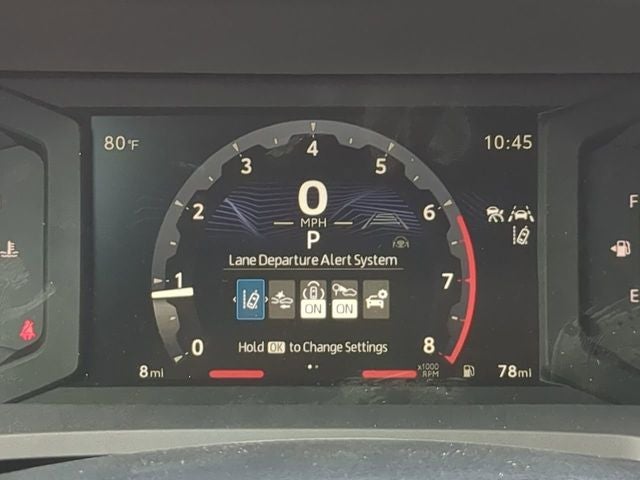 80°F
10:45
4
3
5
0
MPH
2
6
P
F
Lane Departure Alert System
1
7
ON
ON
E
0
Hold OK to Change Settings
8
x1000
RPM
8mi
78mi